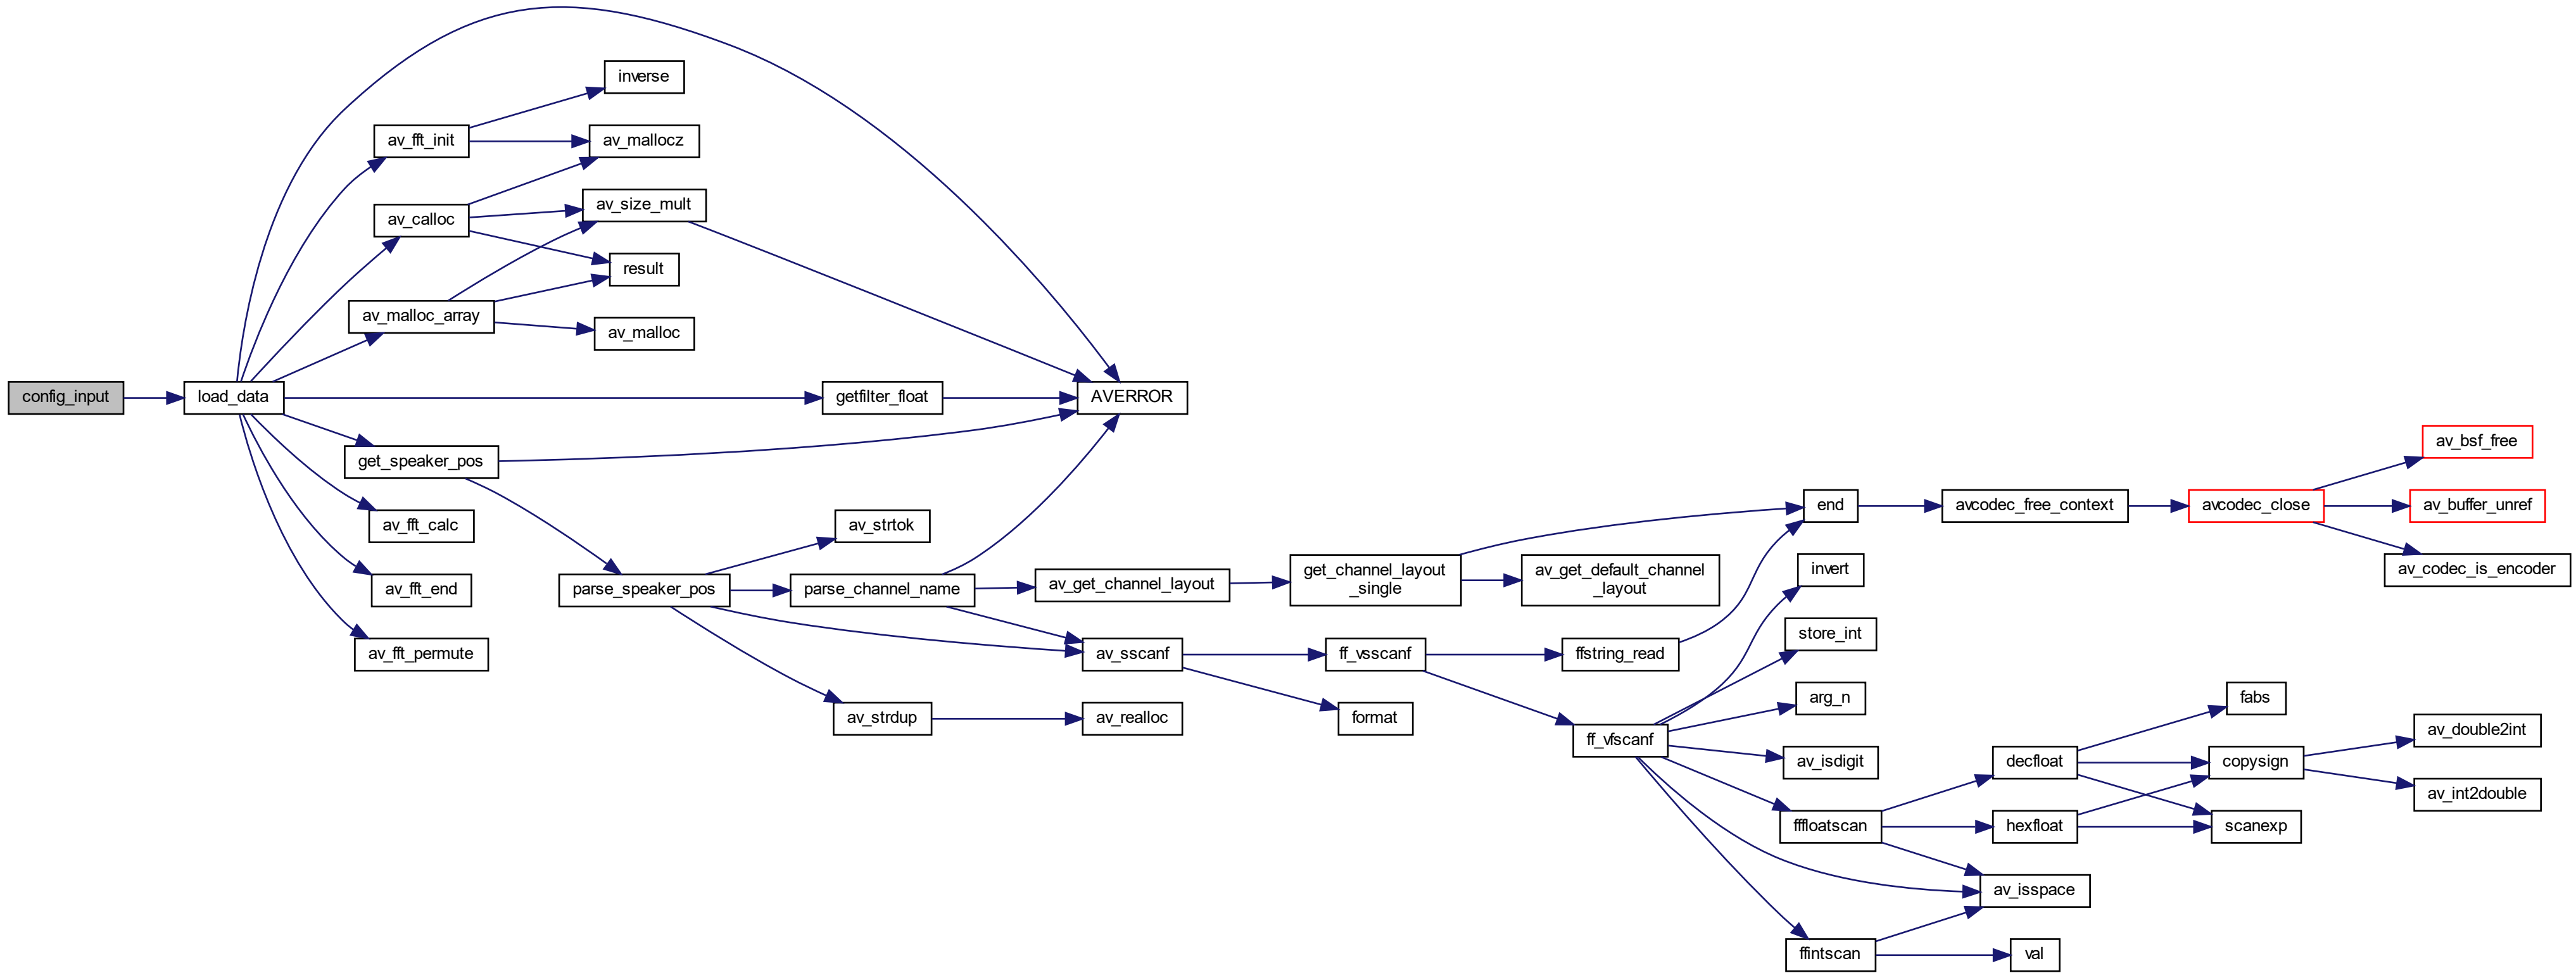 config_input
load_data
av_fft_init
av_calloc
av_malloc_array
get_speaker_pos
av_fft_calc
av_fft_end
av_fft_permute
inverse
av_mallocz
av_size_mult
result
av_malloc
parse_speaker_pos
getfilter_float
av_strtok
parse_channel_name
av_strdup
AVERROR
av_get_channel_layout
av_sscanf
av_realloc
get_channel_layout
_single
ff_vsscanf
format
av_get_default_channel
_layout
ffstring_read
ff_vfscanf
end
invert
store_int
arg_n
av_isdigit
fffloatscan
ffintscan
avcodec_free_context
decfloat
hexfloat
av_isspace
val
avcodec_close
fabs
copysign
scanexp
av_bsf_free
av_buffer_unref
av_codec_is_encoder
av_double2int
av_int2double